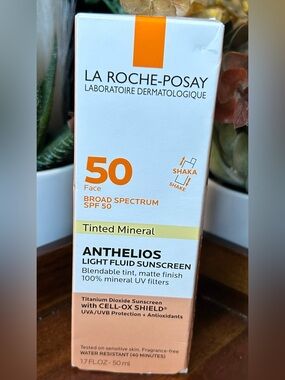 LA ROCHE-POSAY
LABORATOIRE DERMATOLOGIQUE
50
Face
BROAD SPECTRUM
SPF 50
SHAKA
SHAKE
Tinted Mineral
ANTHELIOS
LIGHT FLUID SUNSCREEN
Blendable tint, matte finish
100% mineral UV filters
Titanium Dioxide Sunscreen
with CELL-OX SHIELD®
UVA/UVB Protection + Antioxidants
Tested on sensitive skin. Fragrance-free
WATER RESISTANT (40 MINUTES)
1.7 FL.OZ - 50 ml